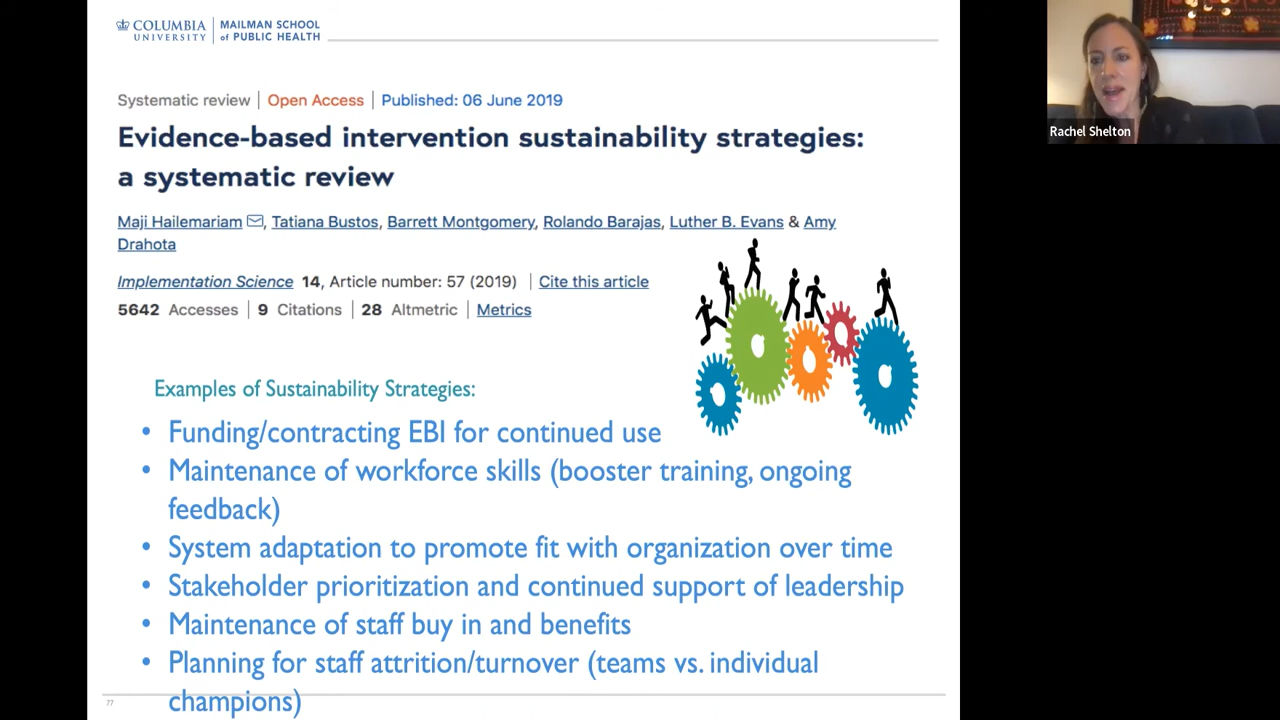 COLUMBIA UNIVERSITY
MAILMAN SCHOOL of PUBLIC HEALTH
Rachel Shelton
Systematic review | Open Access | Published: 06 June 2019
Evidence-based intervention sustainability strategies:
a systematic review
Maji Hailemariam, Tatiana Bustos, Barrett Montgomery, Rolando Barajas, Luther B. Evans & Amy
Drahota
Implementation Science 14, Article number: 57 (2019) | Cite this article
5642 Accesses | 9 Citations | 28 Altmetric | Metrics
Examples of Sustainability Strategies:
• Funding/contracting EBI for continued use
• Maintenance of workforce skills (booster training, ongoing
feedback)
• System adaptation to promote fit with organization over time
• Stakeholder prioritization and continued support of leadership
• Maintenance of staff buy in and benefits
• Planning for staff attrition/turnover (teams vs. individual
champions)
77